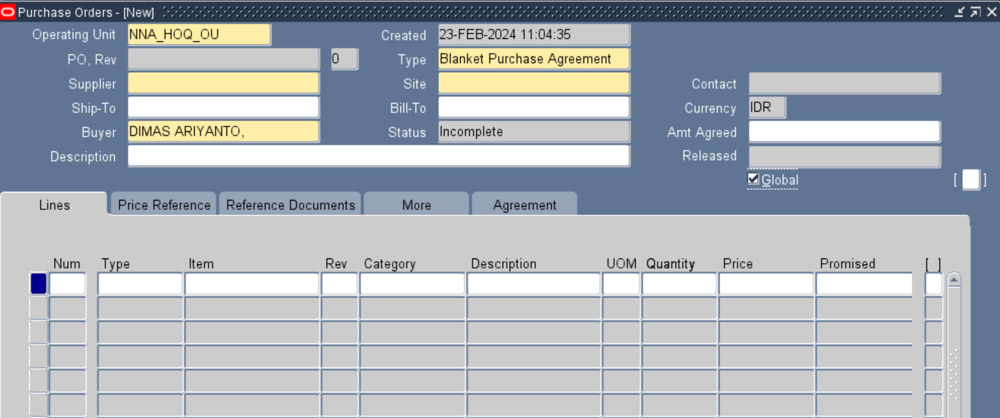 Purchase Orders - [New]
Operating Unit NNA_HOQ_OU Created 23-FEB-2024 11:04:35
PO, Rev 0 Type Blanket Purchase Agreement
Supplier Site Contact
Ship-To Bill-To Currency IDR
Buyer DIMAS ARIYANTO, Status Incomplete Amt Agreed
Description Released
Global [ ]
Lines Price Reference Reference Documents More Agreement
Num Type Item Rev Category Description UOM Quantity Price Promised [ ]